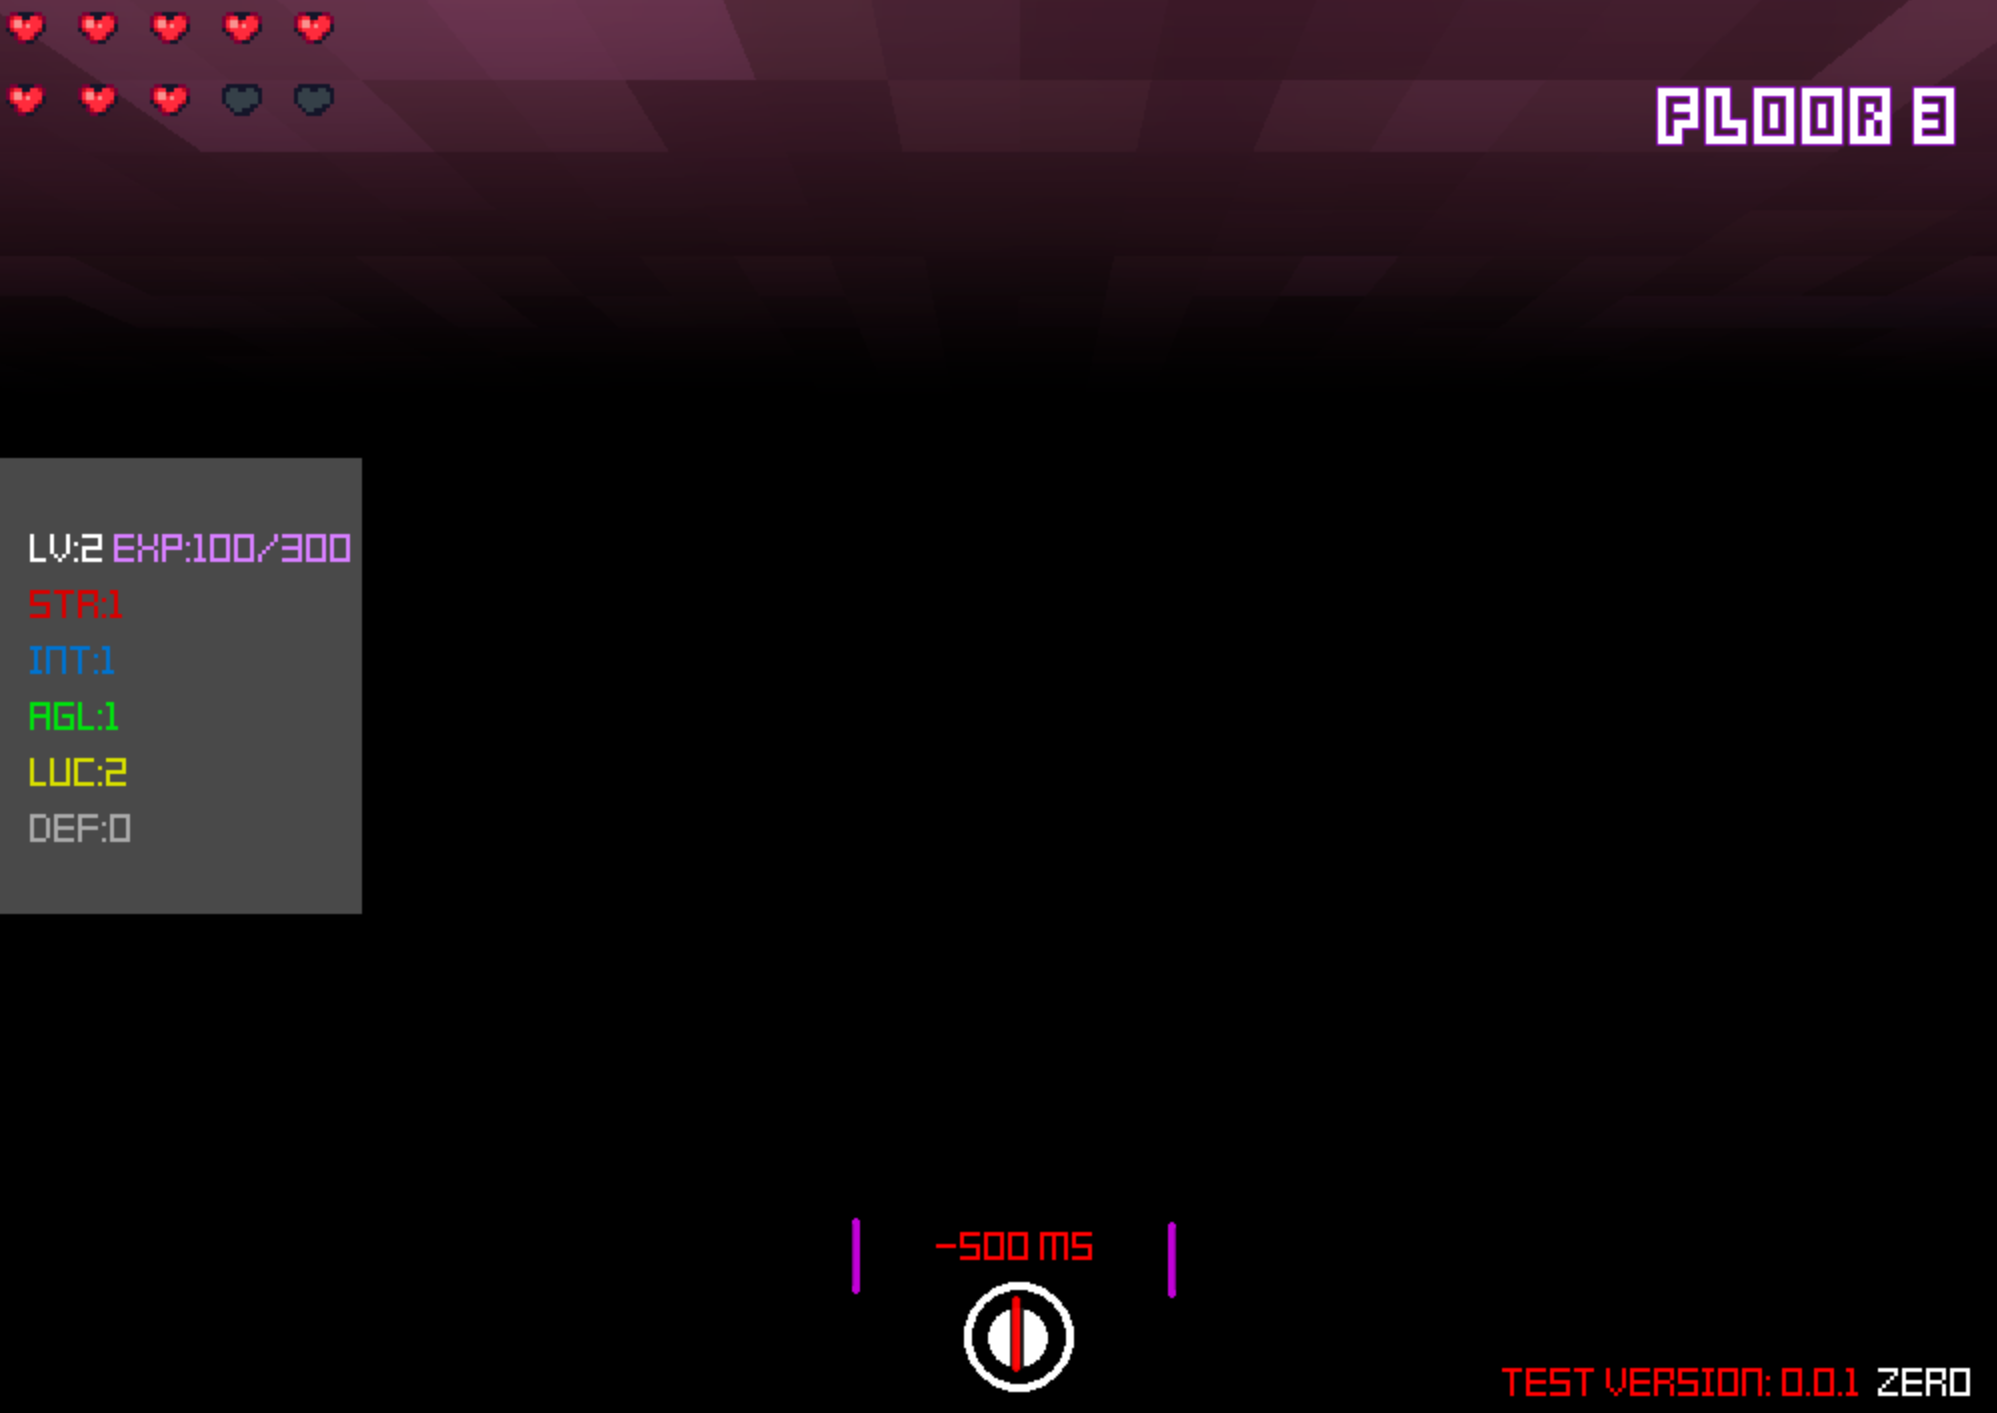 FLOOR 3
LV:2 EXP:100/300
STR:1
INT:1
AGL:1
LUC:2
DEF:0
-500 MS
TEST VERSION: 0.0.1 ZERO